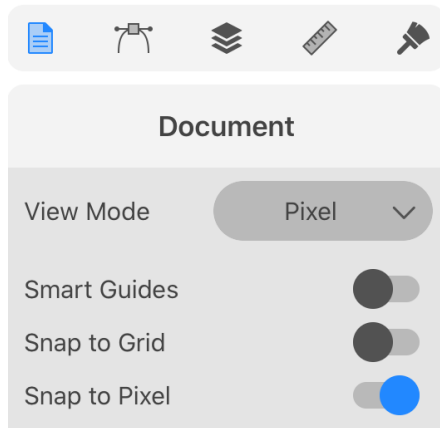 Document
View Mode
Pixel
Smart Guides
Snap to Grid
Snap to Pixel